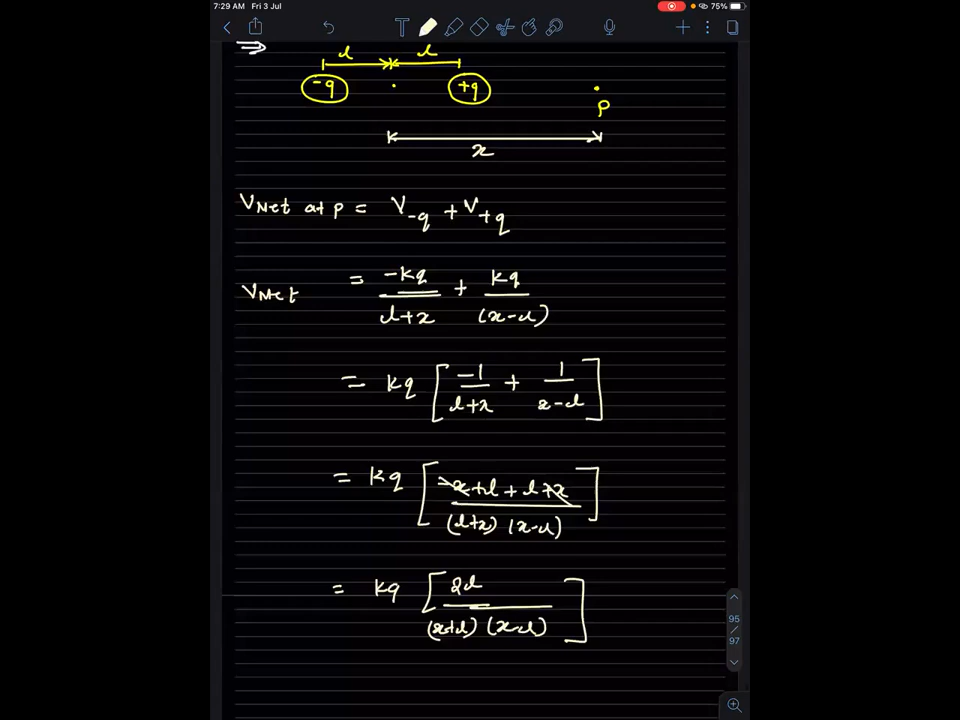 7:29 AM Fri 3 Jul 75%
⇒ d d
-q +q
P
x
VNet at P = V-q + V+q
VNet = -kq/(d+x) + kq/(x-d)
= kq [ -1/(d+x) + 1/(x-d) ]
= kq [ (-x+d+d+x)/((d+x) (x-d)) ]
= kq [ 2d/((x+d) (x-d)) ]
95
/
97